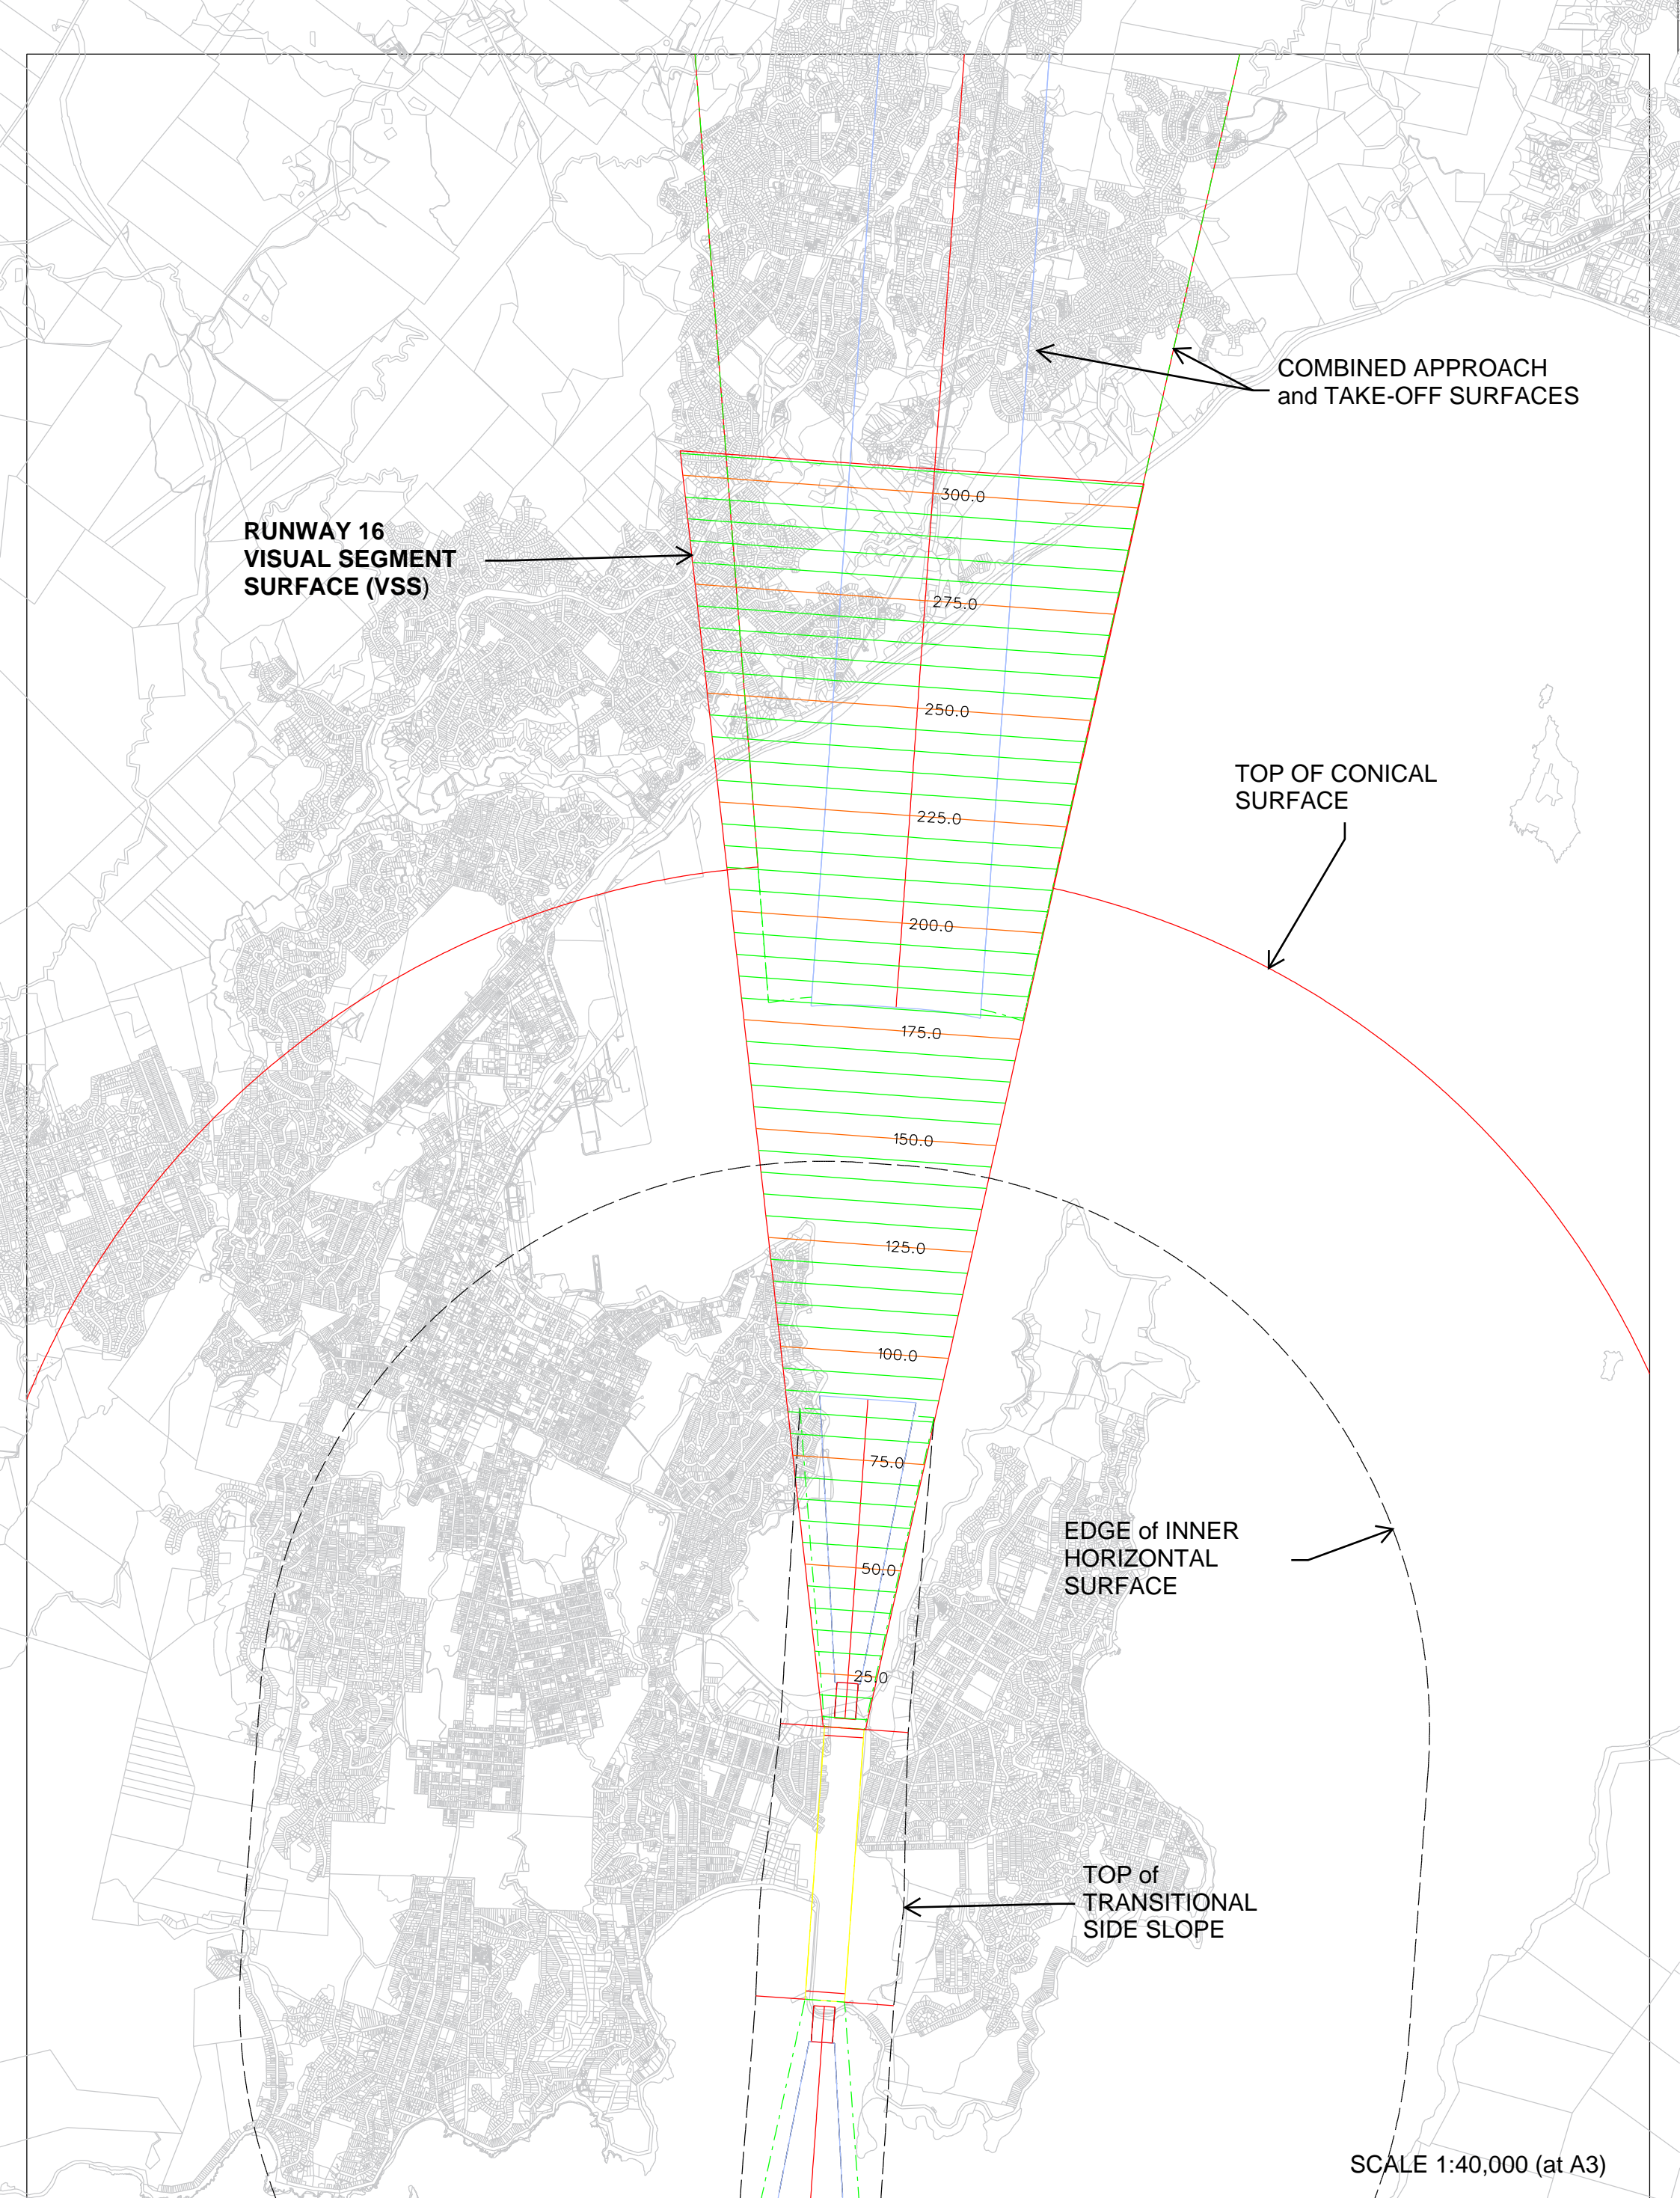 COMBINED APPROACH
and TAKE-OFF SURFACES
300.0
RUNWAY 16
VISUAL SEGMENT
SURFACE (VSS)
275.0
250.0
TOP OF CONICAL
SURFACE
225.0
200.0
175.0
150.0
125.0
100.0
75.0
EDGE of INNER
HORIZONTAL
SURFACE
50.0
25.0
TOP of
TRANSITIONAL
SIDE SLOPE
SCALE 1:40,000 (at A3)